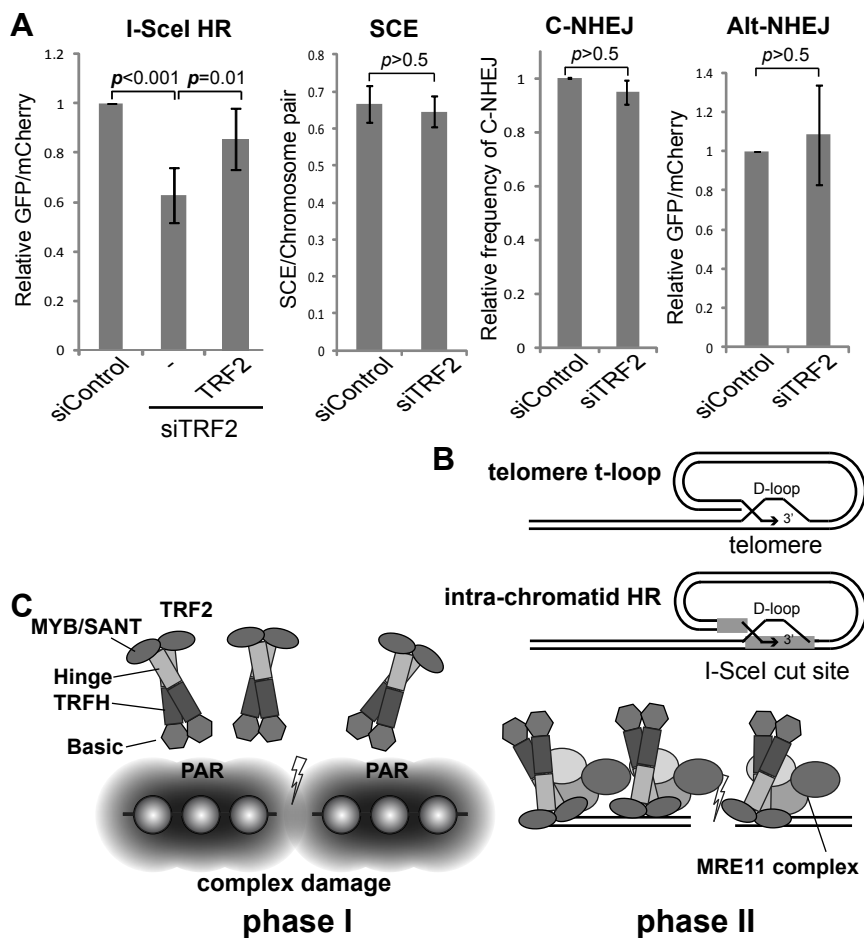 A
I-SceI HR
p<0.001 p=0.01
Relative GFP/mCherry
1.2
1
0.8
0.6
0.4
0.2
0
siControl
-
TRF2
siTRF2
SCE
p>0.5
SCE/Chromosome pair
0.8
0.7
0.6
0.5
0.4
0.3
0.2
0.1
0
siControl
siTRF2
C-NHEJ
p>0.5
Relative frequency of C-NHEJ
1
0.8
0.6
0.4
0.2
0
siControl
siTRF2
Alt-NHEJ
p>0.5
Relative GFP/mCherry
1.4
1.2
1
0.8
0.6
0.4
0.2
0
siControl
siTRF2
B
telomere t-loop
D-loop
3'
telomere
intra-chromatid HR
D-loop
3'
I-SceI cut site
C
TRF2
MYB/SANT
Hinge
TRFH
Basic
PAR PAR
complex damage
phase I
MRE11 complex
phase II